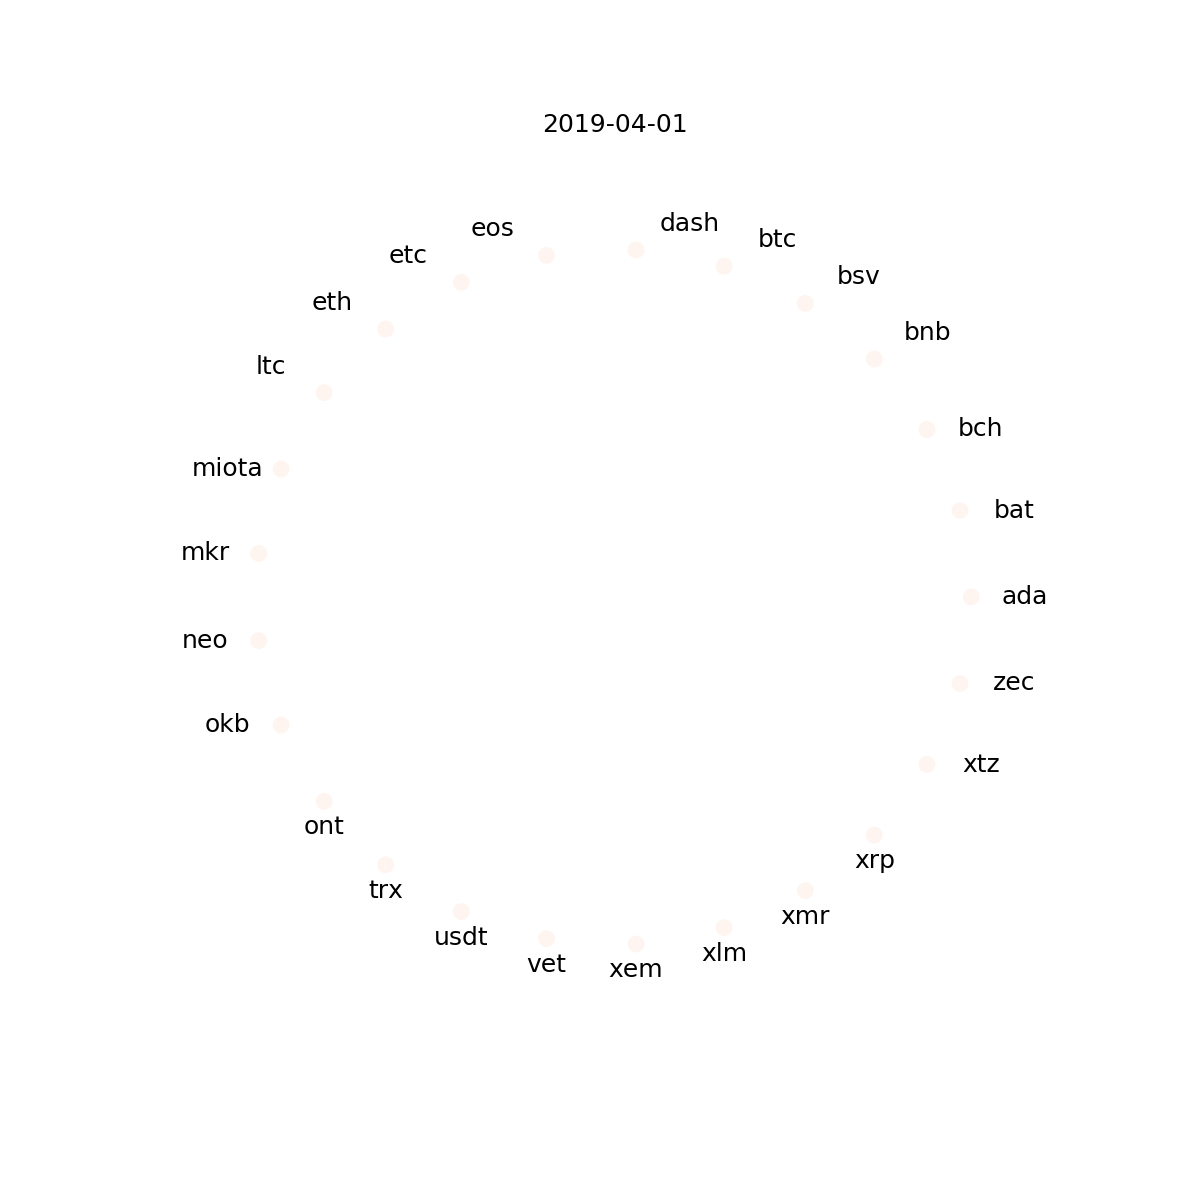 2019-04-01
dash
eos
btc
etc
bsv
eth
bnb
ltc
bch
miota
bat
mkr
ada
neo
zec
okb
xtz
ont
xrp
trx
xmr
usdt
xlm
vet
xem